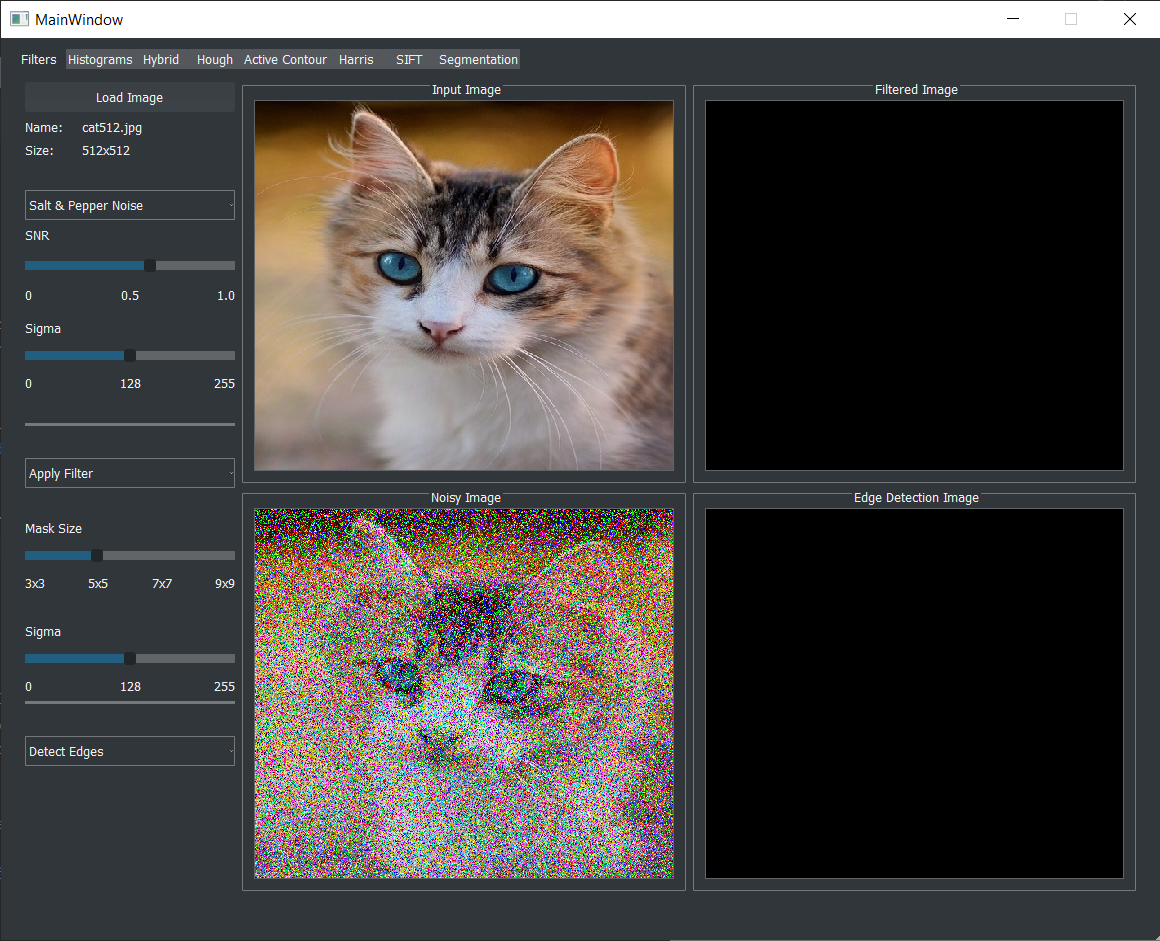 MainWindow
Filters Histograms Hybrid Hough Active Contour Harris SIFT Segmentation
Load Image
Name: cat512.jpg
Size: 512x512
Salt & Pepper Noise
SNR
0 0.5 1.0
Sigma
0 128 255
Apply Filter
Mask Size
3x3 5x5 7x7 9x9
Sigma
0 128 255
Detect Edges
Input Image
Filtered Image
Noisy Image
Edge Detection Image